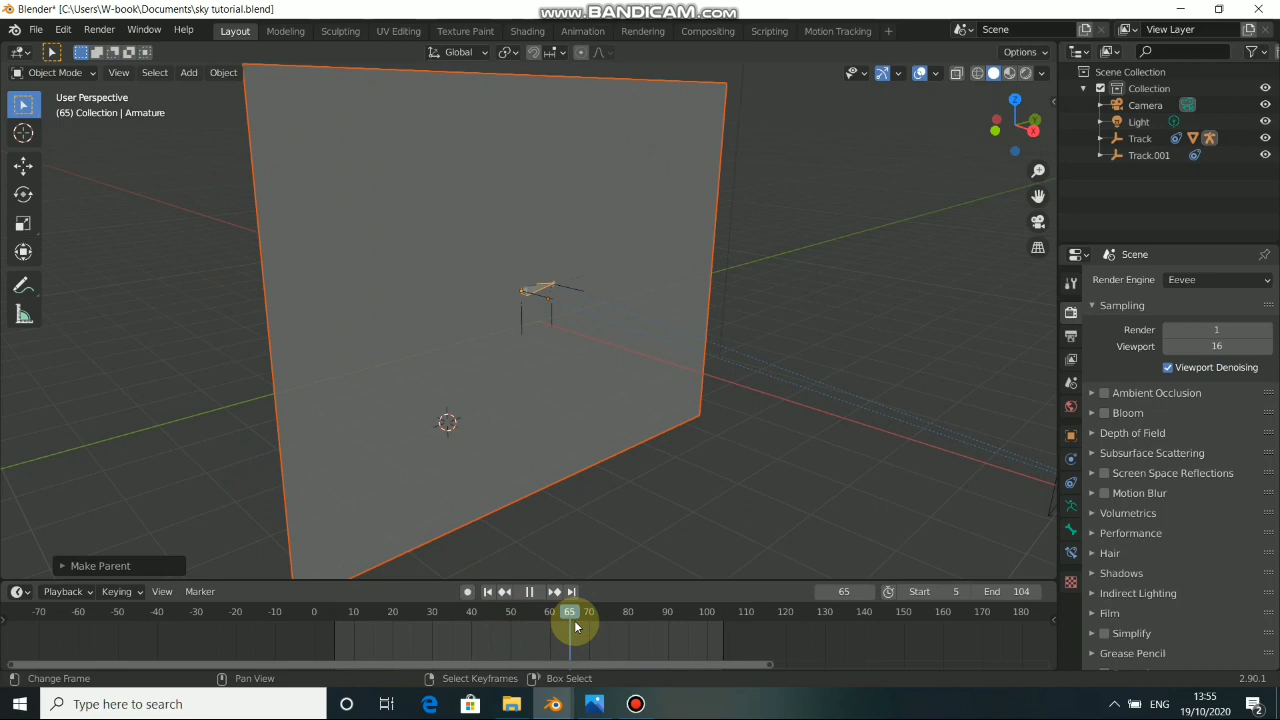 Blender* [C:\Users\W-book\Documents\sky tutorial.blend]
www.BANDICAM.com
File Edit Render Window Help Layout Modeling Sculpting UV Editing Texture Paint Shading Animation Rendering Compositing Scripting Motion Tracking + Scene View Layer
Global Options
Object Mode View Select Add Object
User Perspective
(65) Collection | Armature
Z
Y
X
Scene Collection
Collection
Camera
Light
Track
Track.001
Scene
Render Engine Eevee
Sampling
Render 1
Viewport 16
Viewport Denoising
Ambient Occlusion
Bloom
Depth of Field
Subsurface Scattering
Screen Space Reflections
Motion Blur
Volumetrics
Performance
Hair
Shadows
Indirect Lighting
Film
Simplify
Grease Pencil
Make Parent
Playback Keying View Marker 65 Start 5 End 104
-70 -60 -50 -40 -30 -20 -10 0 10 20 30 40 50 60 65 70 80 90 100 110 120 130 140 150 160 170 180
Change Frame Pan View Select Keyframes Box Select 2.90.1
Type here to search
ENG
13:55
19/10/2020
2